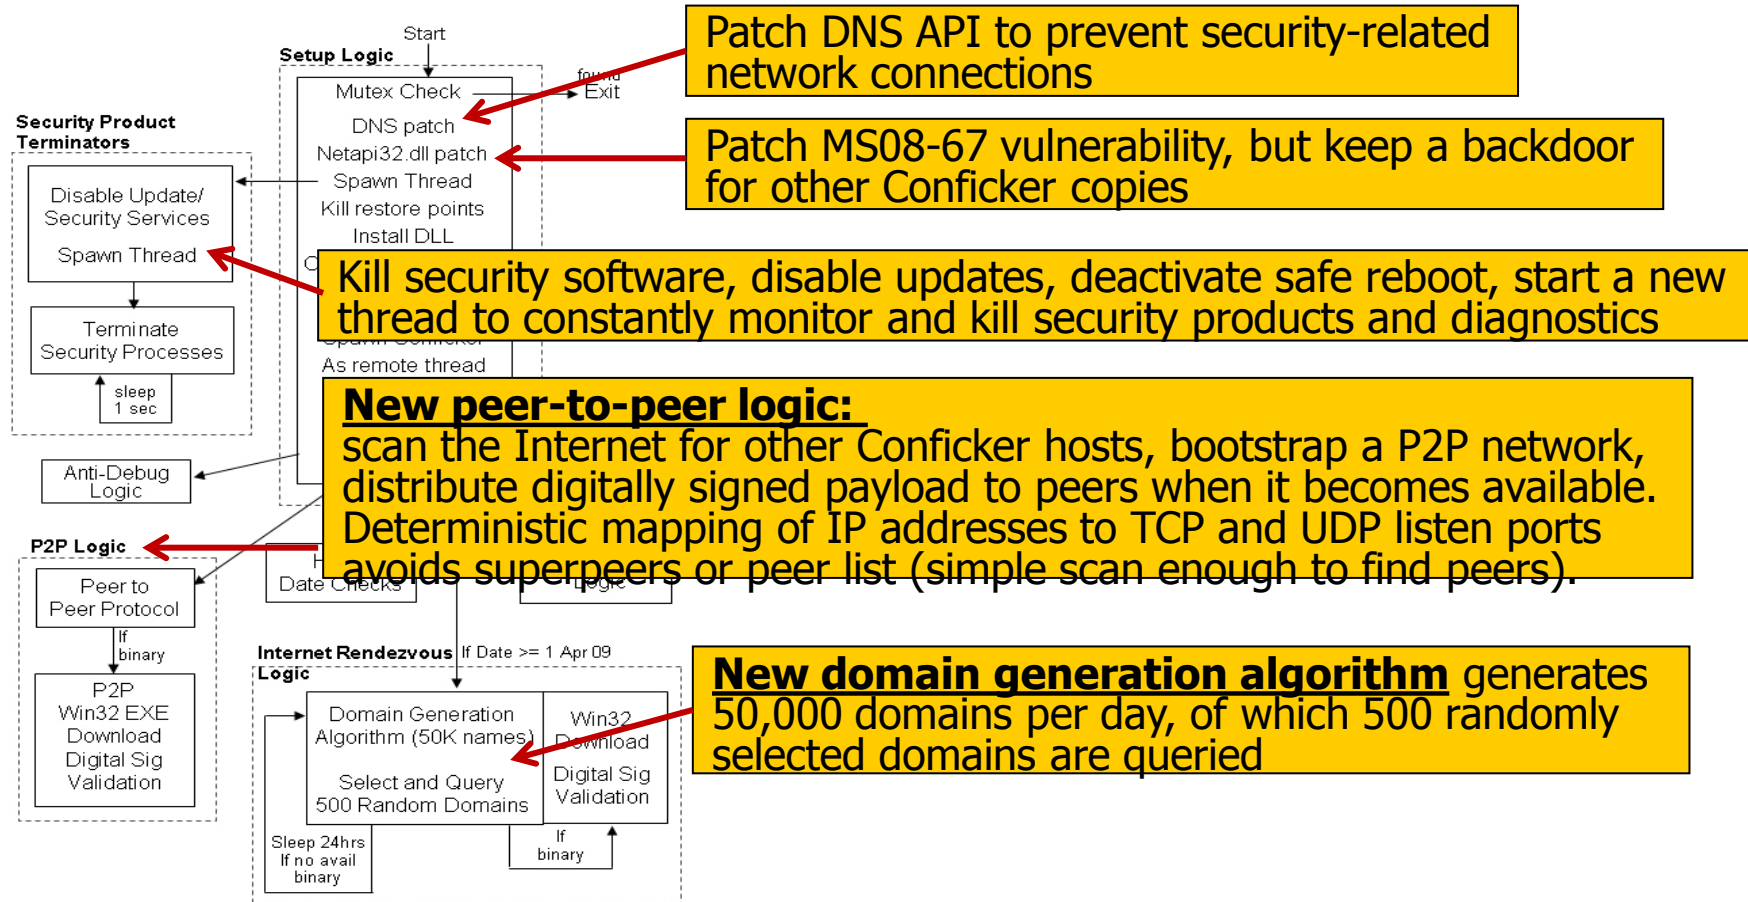 Start
Setup Logic
Mutex Check
found
Exit
DNS patch
Netapi32.dll patch
Spawn Thread
Kill restore points
Install DLL
As remote thread
Patch DNS API to prevent security-related
network connections
Patch MS08-67 vulnerability, but keep a backdoor
for other Conficker copies
Security Product
Terminators
Disable Update/
Security Services
Spawn Thread
Terminate
Security Processes
sleep
1 sec
Kill security software, disable updates, deactivate safe reboot, start a new
thread to constantly monitor and kill security products and diagnostics
New peer-to-peer logic:
scan the Internet for other Conficker hosts, bootstrap a P2P network,
distribute digitally signed payload to peers when it becomes available.
Deterministic mapping of IP addresses to TCP and UDP listen ports
avoids superpeers or peer list (simple scan enough to find peers).
Anti-Debug
Logic
P2P Logic
Peer to
Peer Protocol
If
binary
P2P
Win32 EXE
Download
Digital Sig
Validation
Date Checks
Logic
Internet Rendezvous
Logic
If Date >= 1 Apr 09
Domain Generation
Algorithm (50K names)
Select and Query
500 Random Domains
Win32
Download
Digital Sig
Validation
Sleep 24hrs
If no avail
binary
If
binary
New domain generation algorithm generates
50,000 domains per day, of which 500 randomly
selected domains are queried